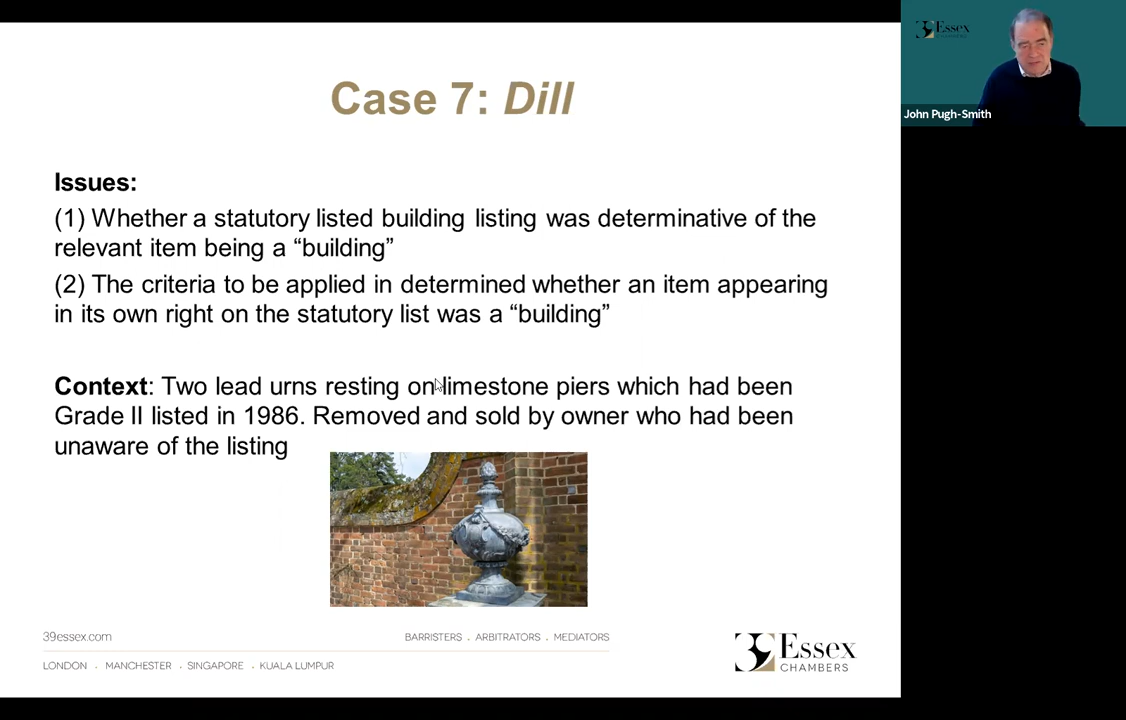 Case 7: Dill
Issues:
(1) Whether a statutory listed building listing was determinative of the
relevant item being a “building”
(2) The criteria to be applied in determined whether an item appearing
in its own right on the statutory list was a “building”
Context: Two lead urns resting on limestone piers which had been
Grade II listed in 1986. Removed and sold by owner who had been
unaware of the listing
39essex.com
BARRISTERS . ARBITRATORS . MEDIATORS
LONDON . MANCHESTER . SINGAPORE . KUALA LUMPUR
39 Essex
CHAMBERS
39 Essex
CHAMBERS
John Pugh-Smith